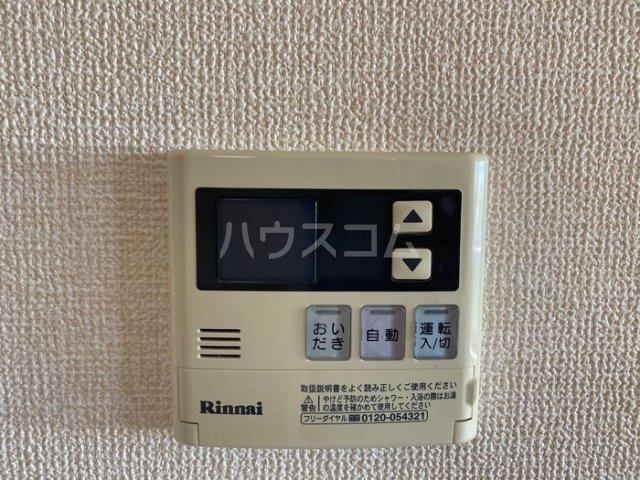 ハウスコム
▲
▼
おい 自動 運転
だき 入/切
取扱説明書をよく読み正しくご使用ください
⚠ やけど予防のためシャワー・入浴の際はお湯
警告 の温度を確かめて使用してください
フリーダイヤル 0120-054321
Rinnai